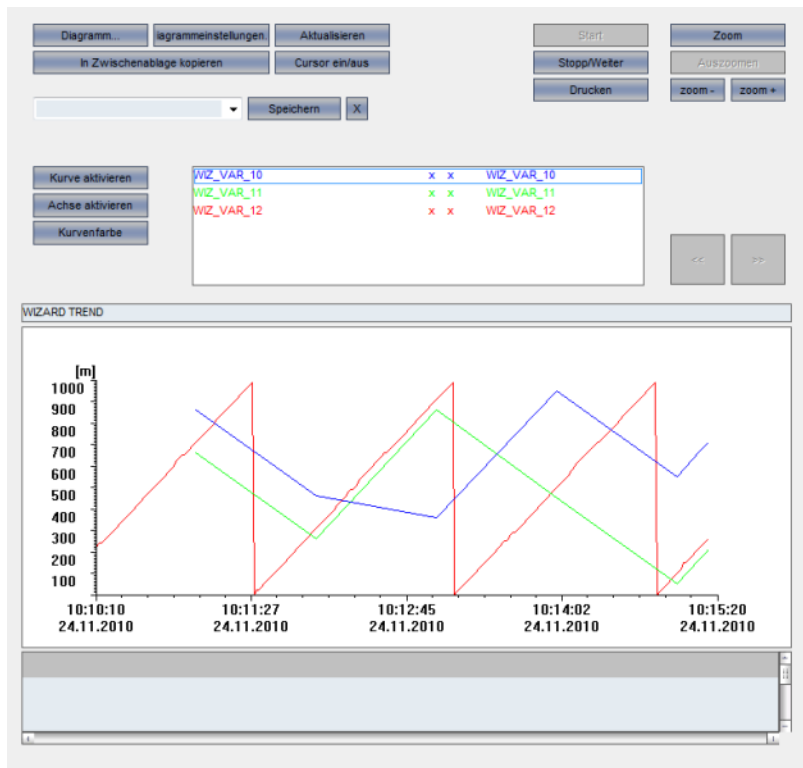 Diagramm... iagrammeinstellungen. Aktualisieren Start Zoom
In Zwischenablage kopieren Cursor ein/aus Stopp/Weiter Auszoomen
Drucken zoom - zoom +
Speichern X
Kurve aktivieren WIZ_VAR_10 x x WIZ_VAR_10
Achse aktivieren WIZ_VAR_11 x x WIZ_VAR_11
Kurvenfarbe WIZ_VAR_12 x x WIZ_VAR_12
<< >>
WIZARD TREND
[m]
1000
900
800
700
600
500
400
300
200
100
10:10:10 10:11:27 10:12:45 10:14:02 10:15:20
24.11.2010 24.11.2010 24.11.2010 24.11.2010 24.11.2010